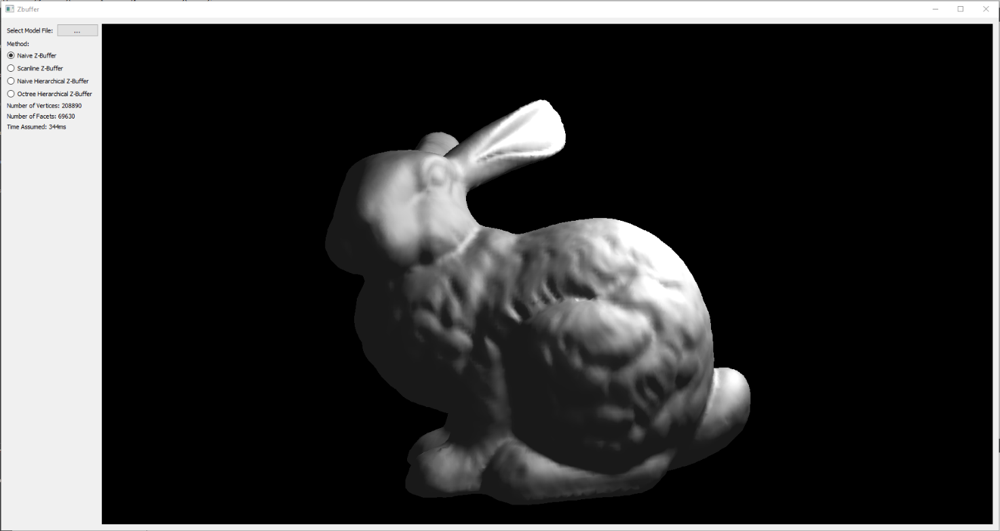 Zbuffer
Select Model File: ...
Method:
Naive Z-Buffer
Scanline Z-Buffer
Naive Hierarchical Z-Buffer
Octree Hierarchical Z-Buffer
Number of Vertices: 208890
Number of Facets: 69630
Time Assumed: 344ms